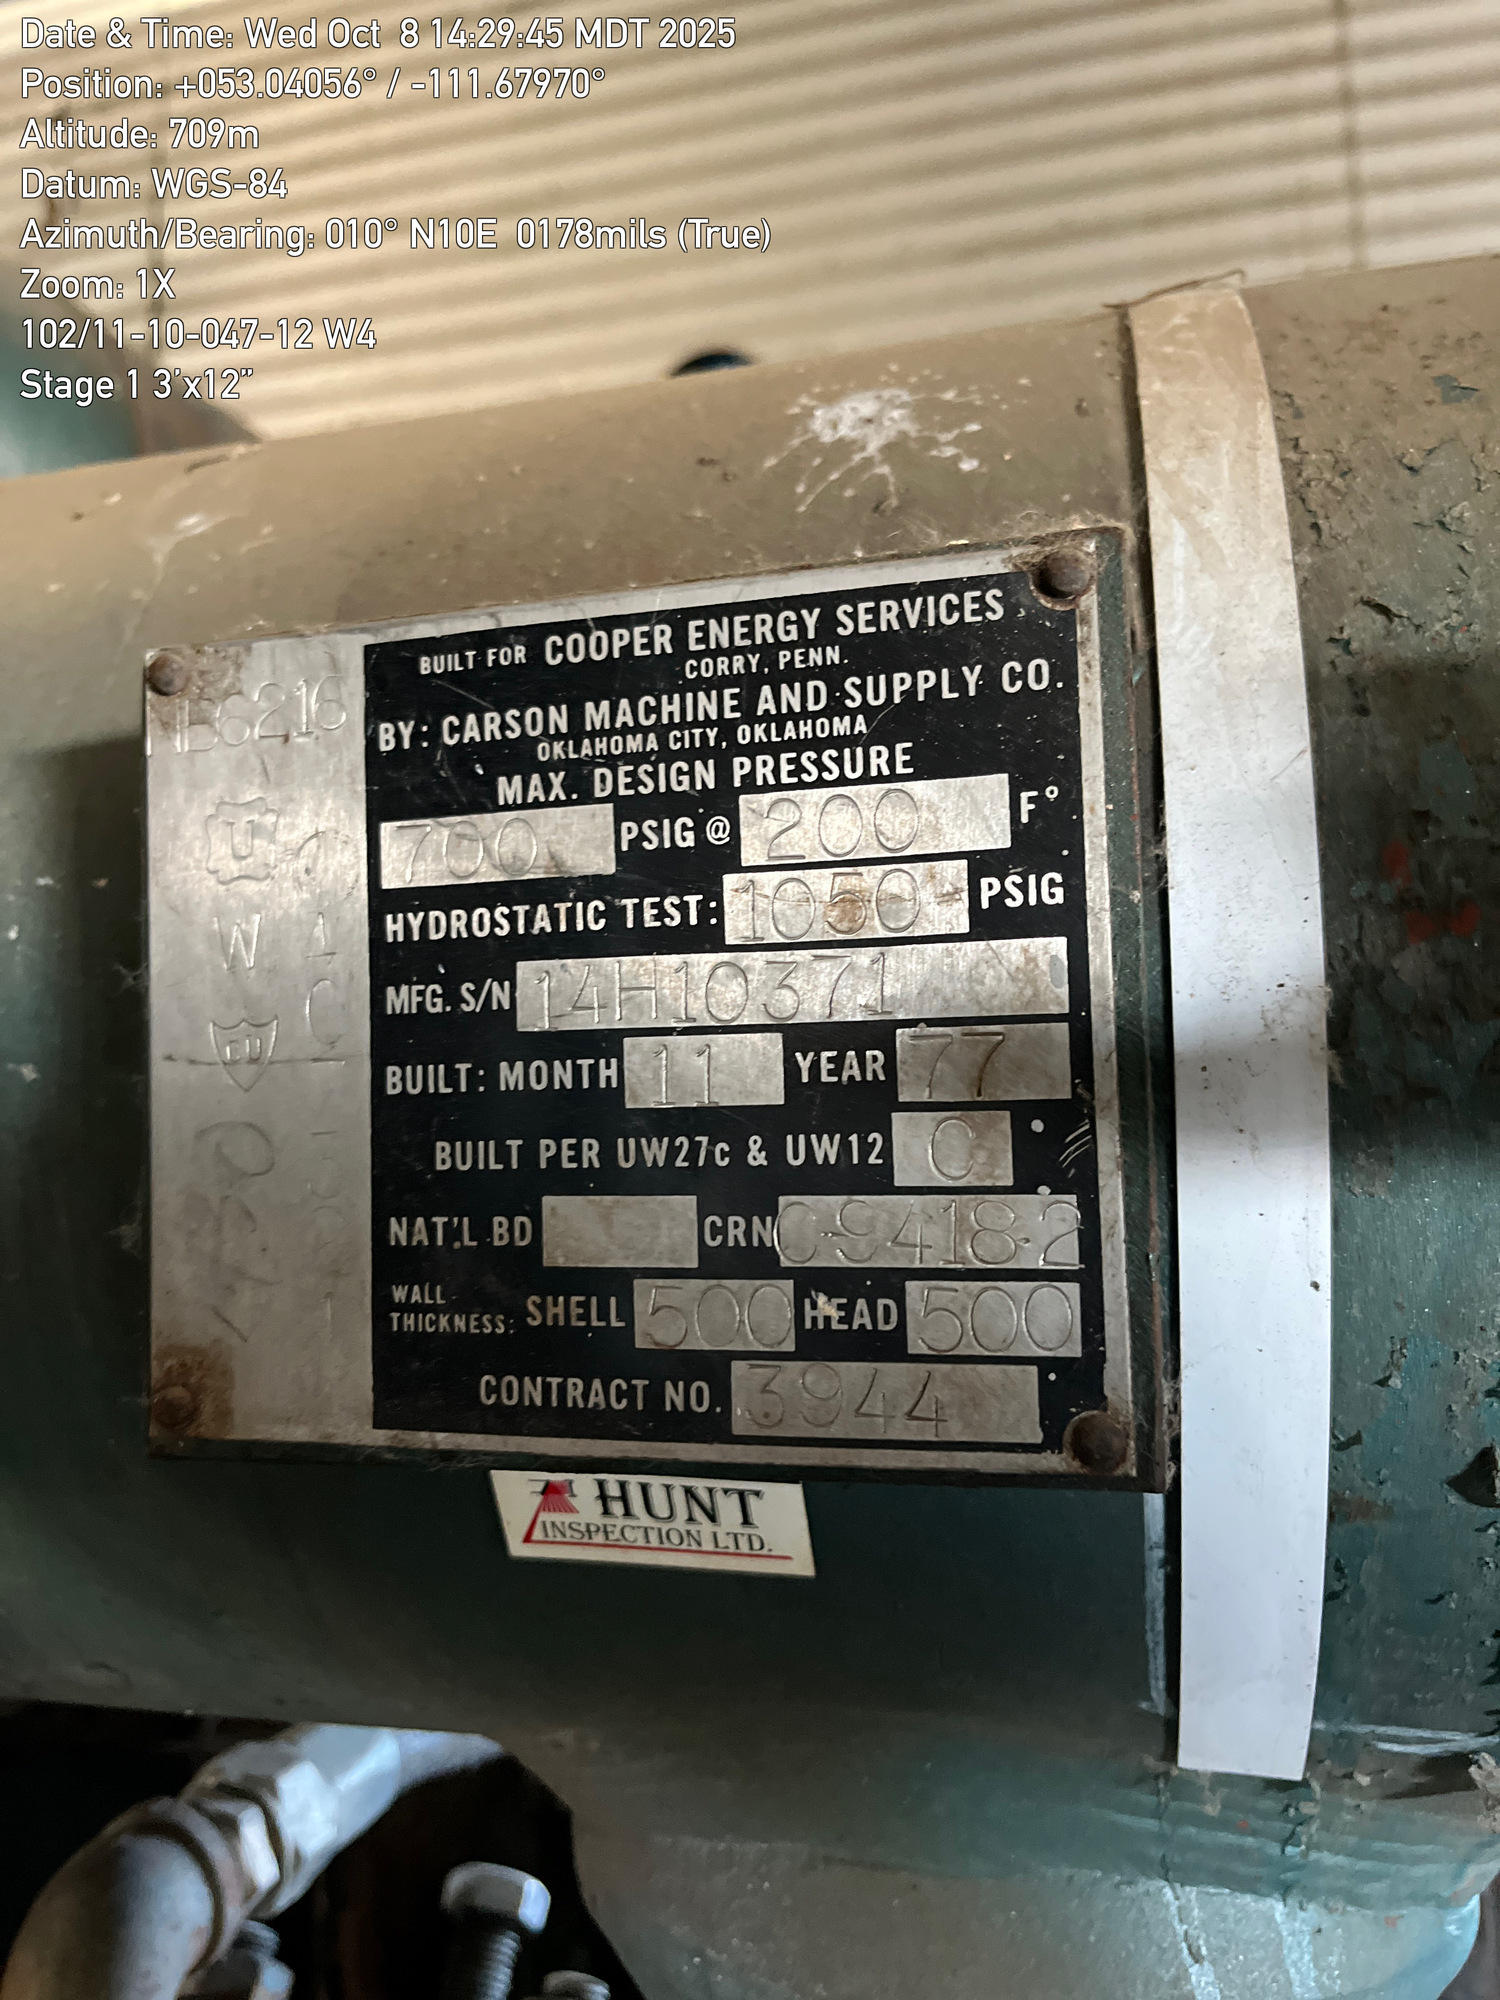 Date & Time: Wed Oct  8 14:29:45 MDT 2025
Position: +053.04056° / -111.67970°
Altitude: 709m
Datum: WGS-84
Azimuth/Bearing: 010° N10E  0178mils (True)
Zoom: 1X
102/11-10-047-12 W4
Stage 1 3'x12"
BUILT FOR COOPER ENERGY SERVICES
CORRY, PENN.
BY: CARSON MACHINE AND SUPPLY CO.
OKLAHOMA CITY, OKLAHOMA
MAX. DESIGN PRESSURE
700 PSIG @ 200 F°
HYDROSTATIC TEST: 1050 PSIG
MFG. S/N 14H10371
BUILT: MONTH 11 YEAR 77
BUILT PER UW27c & UW12 C
NAT'L BD CRN C-9418-2
WALL THICKNESS: SHELL 500 HEAD 500
CONTRACT NO. 3944
NB6216
U
W
HUNT
INSPECTION LTD.